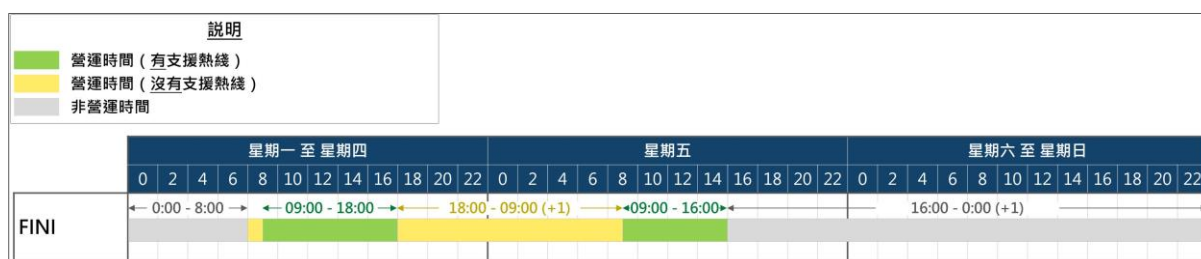 説明
營運時間 ( 有支援熱綫 )
營運時間 ( 沒有支援熱綫 )
非營運時間
星期一 至 星期四 星期五 星期六 至 星期日
0 2 4 6 8 10 12 14 16 18 20 22 0 2 4 6 8 10 12 14 16 18 20 22 0 2 4 6 8 10 12 14 16 18 20 22
0:00 - 8:00 09:00 - 18:00 18:00 - 09:00 (+1) 09:00 - 16:00 16:00 - 0:00 (+1)
FINI